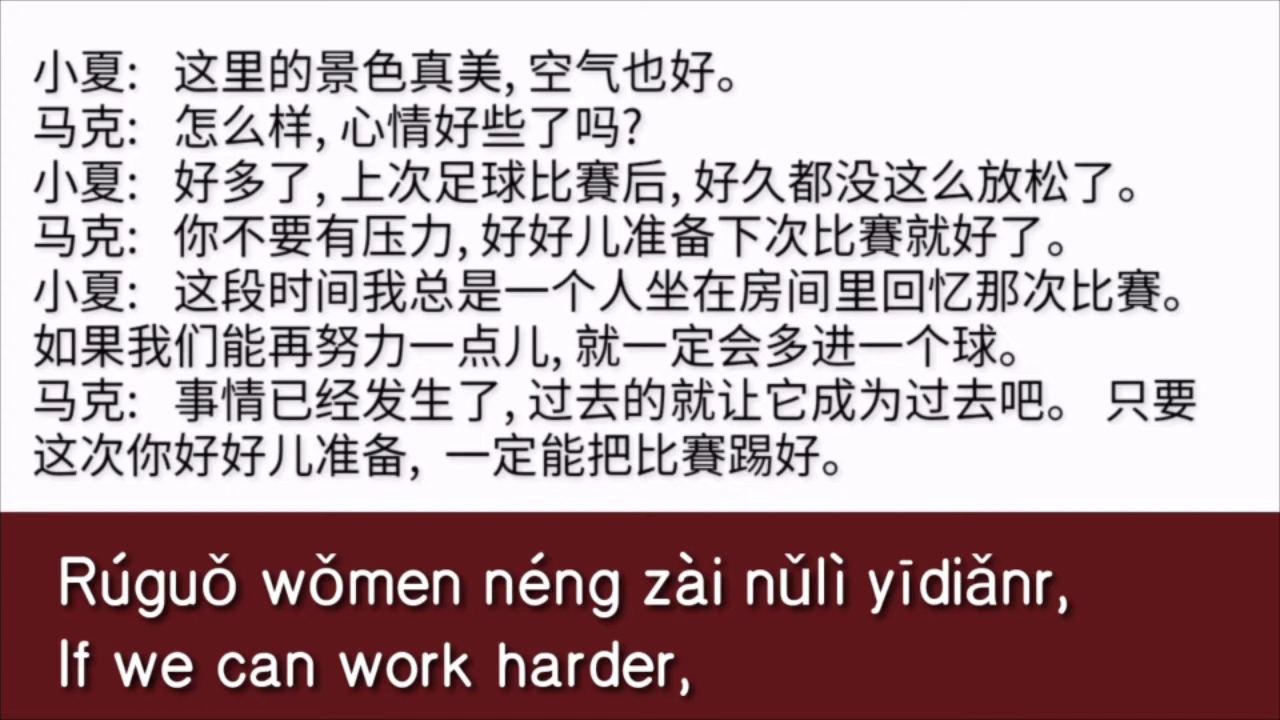 小夏: 这里的景色真美, 空气也好。
马克: 怎么样, 心情好些了吗?
小夏: 好多了, 上次足球比賽后, 好久都没这么放松了。
马克: 你不要有压力, 好好儿准备下次比賽就好了。
小夏: 这段时间我总是一个人坐在房间里回忆那次比賽。
如果我们能再努力一点儿, 就一定会多进一个球。
马克: 事情已经发生了, 过去的就让它成为过去吧。 只要
这次你好好儿准备, 一定能把比賽踢好。
Rúguǒ wǒmen néng zài nǔlì yīdiǎnr,
If we can work harder,